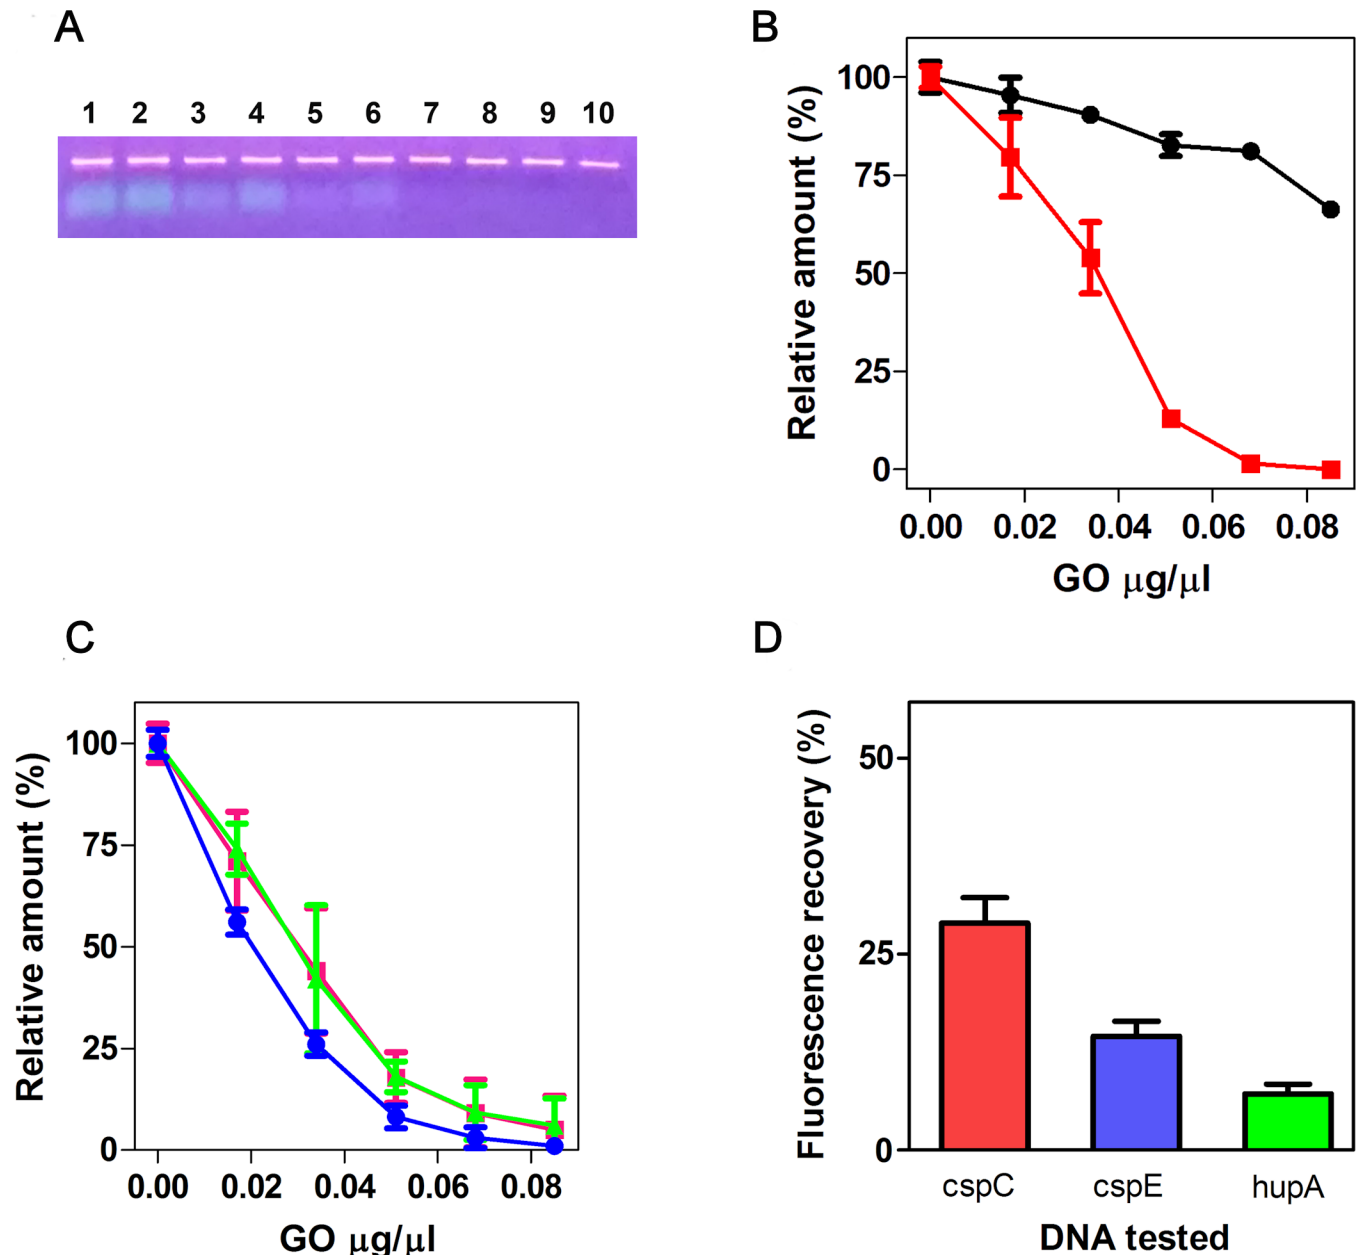 A
1 2 3 4 5 6 7 8 9 10
B
Relative amount (%)
100
75
50
25
0
0.00 0.02 0.04 0.06 0.08
GO μg/μl
C
Relative amount (%)
100
75
50
25
0
0.00 0.02 0.04 0.06 0.08
GO μg/μl
D
Fluorescence recovery (%)
50
25
0
cspC cspE hupA
DNA tested